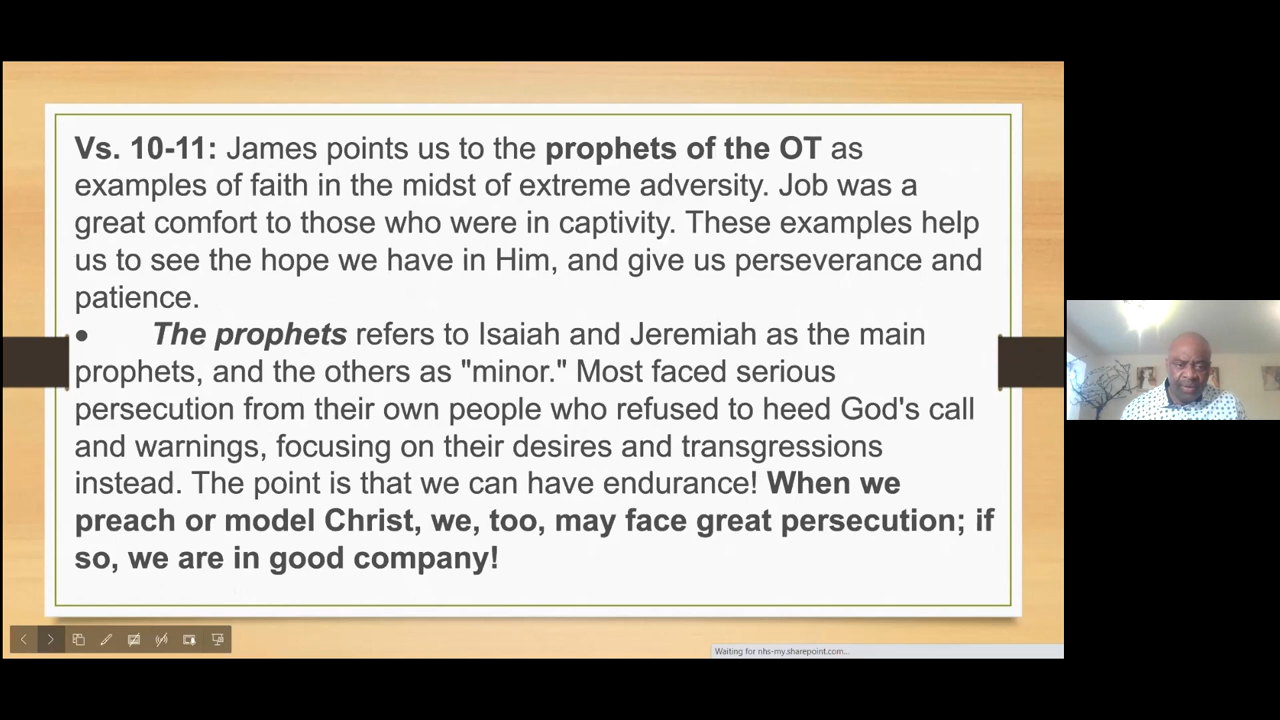 Vs. 10-11: James points us to the prophets of the OT as
examples of faith in the midst of extreme adversity. Job was a
great comfort to those who were in captivity. These examples help
us to see the hope we have in Him, and give us perseverance and
patience.
• The prophets refers to Isaiah and Jeremiah as the main
prophets, and the others as "minor." Most faced serious
persecution from their own people who refused to heed God's call
and warnings, focusing on their desires and transgressions
instead. The point is that we can have endurance! When we
preach or model Christ, we, too, may face great persecution; if
so, we are in good company!
Waiting for nhs-my.sharepoint.com...